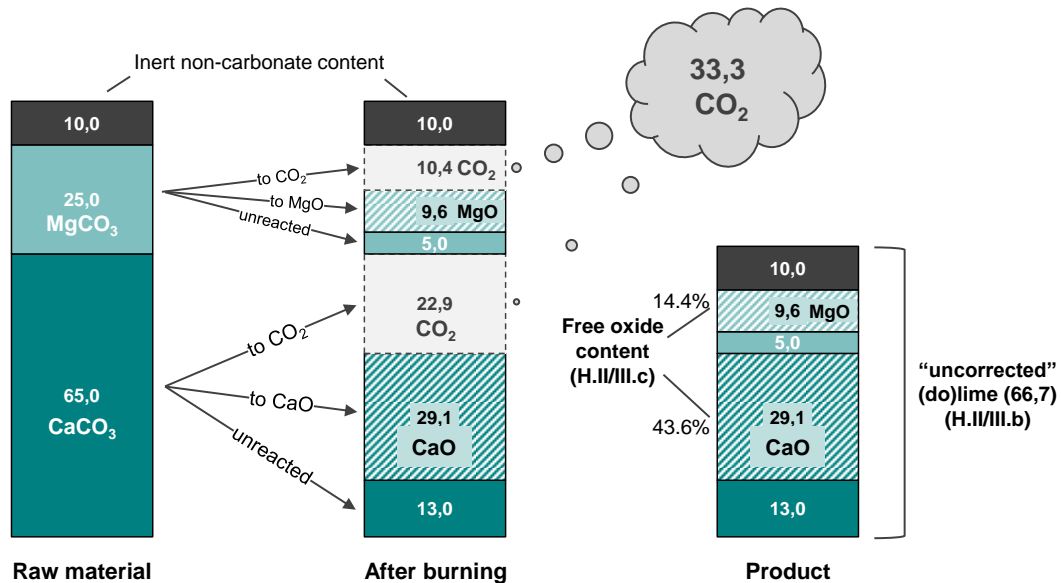 Inert non-carbonate content
33,3
CO₂
10,0
25,0
MgCO₃
65,0
CaCO₃
Raw material
to CO₂
to MgO
unreacted
to CO₂
to CaO
unreacted
10,0
10,4 CO₂
9,6 MgO
5,0
22,9
CO₂
29,1
CaO
13,0
After burning
Free oxide
content
(H.II/III.c)
14.4%
43.6%
10,0
9,6 MgO
5,0
29,1
CaO
13,0
Product
“uncorrected”
(do)lime (66,7)
(H.II/III.b)